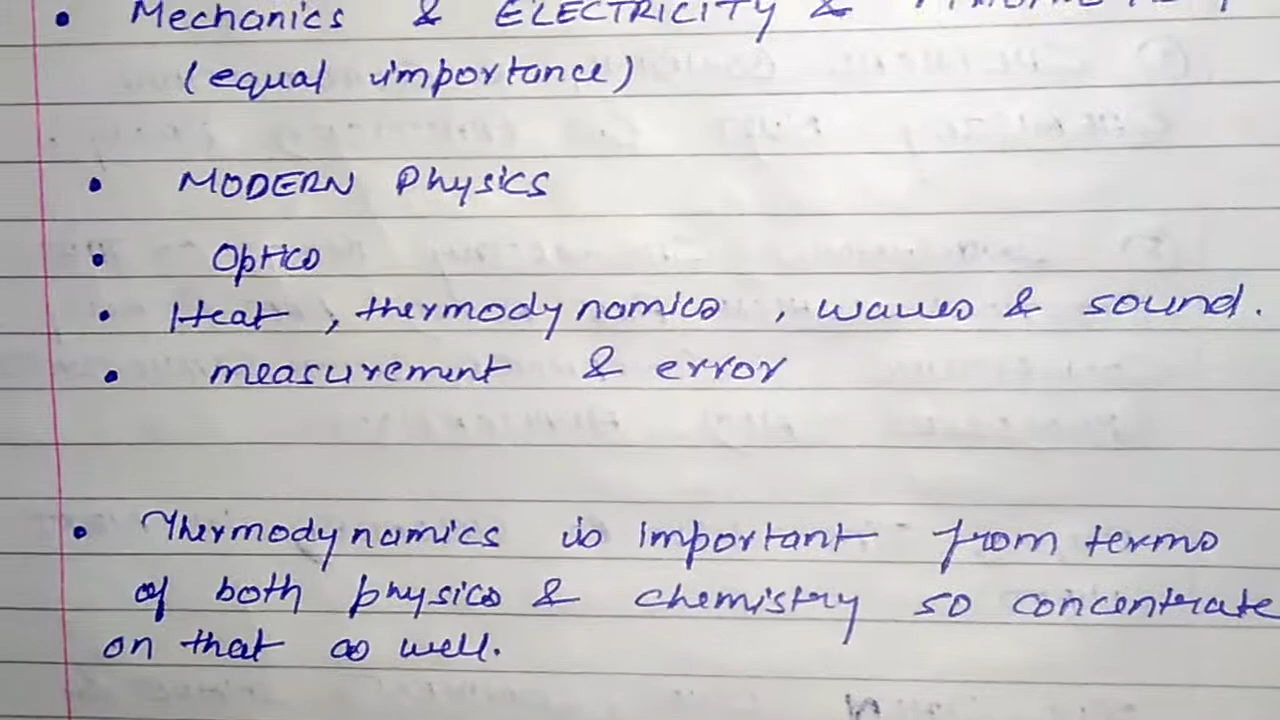 • Mechanics & ELECTRICITY &
(equal importance)
• MODERN Physics
• Optics
• Heat, thermodynamics, waves & sound.
• measurement & error
• Thermodynamics is important from terms
of both physics & chemistry so concentrate
on that as well.